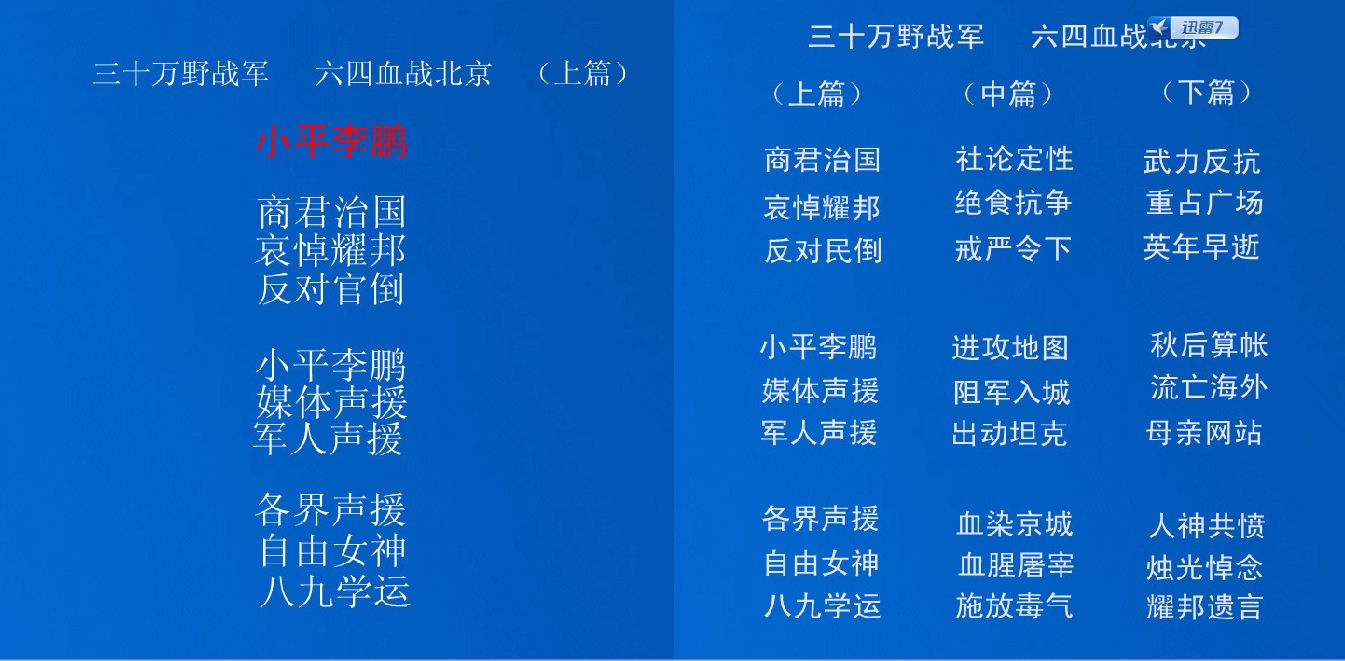 三十万野战军 六四血战北京 （上篇）
小平李鹏
商君治国
哀悼耀邦
反对官倒
小平李鹏
媒体声援
军人声援
各界声援
自由女神
八九学运
三十万野战军 六四血战北京
迅雷7
（上篇） （中篇） （下篇）
商君治国 社论定性 武力反抗
哀悼耀邦 绝食抗争 重占广场
反对民倒 戒严令下 英年早逝
小平李鹏 进攻地图 秋后算帐
媒体声援 阻军入城 流亡海外
军人声援 出动坦克 母亲网站
各界声援 血染京城 人神共愤
自由女神 血腥屠宰 烛光悼念
八九学运 施放毒气 耀邦遗言